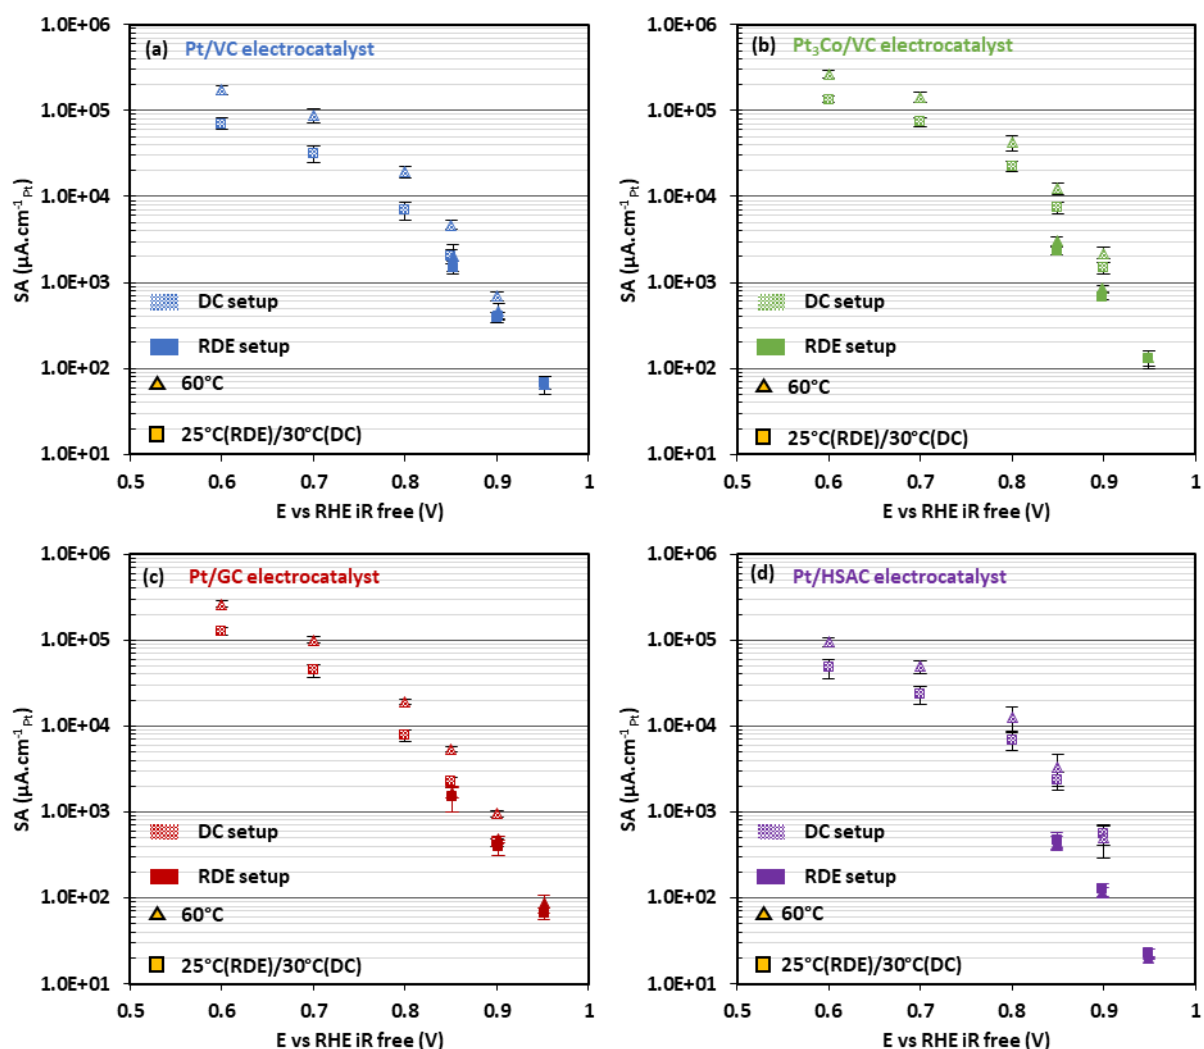 (a) Pt/VC electrocatalyst
SA (µA.cm⁻¹ Pt)
1.0E+06
1.0E+05
1.0E+04
1.0E+03
1.0E+02
1.0E+01
DC setup
RDE setup
60°C
25°C(RDE)/30°C(DC)
0.5 0.6 0.7 0.8 0.9 1
E vs RHE iR free (V)
(b) Pt₃Co/VC electrocatalyst
SA (µA.cm⁻¹ Pt)
1.0E+06
1.0E+05
1.0E+04
1.0E+03
1.0E+02
1.0E+01
DC setup
RDE setup
60°C
25°C(RDE)/30°C(DC)
0.5 0.6 0.7 0.8 0.9 1
E vs RHE iR free (V)
(c) Pt/GC electrocatalyst
SA (µA.cm⁻¹ Pt)
1.0E+06
1.0E+05
1.0E+04
1.0E+03
1.0E+02
1.0E+01
DC setup
RDE setup
60°C
25°C(RDE)/30°C(DC)
0.5 0.6 0.7 0.8 0.9 1
E vs RHE iR free (V)
(d) Pt/HSAC electrocatalyst
SA (µA.cm⁻¹ Pt)
1.0E+06
1.0E+05
1.0E+04
1.0E+03
1.0E+02
1.0E+01
DC setup
RDE setup
60°C
25°C(RDE)/30°C(DC)
0.5 0.6 0.7 0.8 0.9 1
E vs RHE iR free (V)